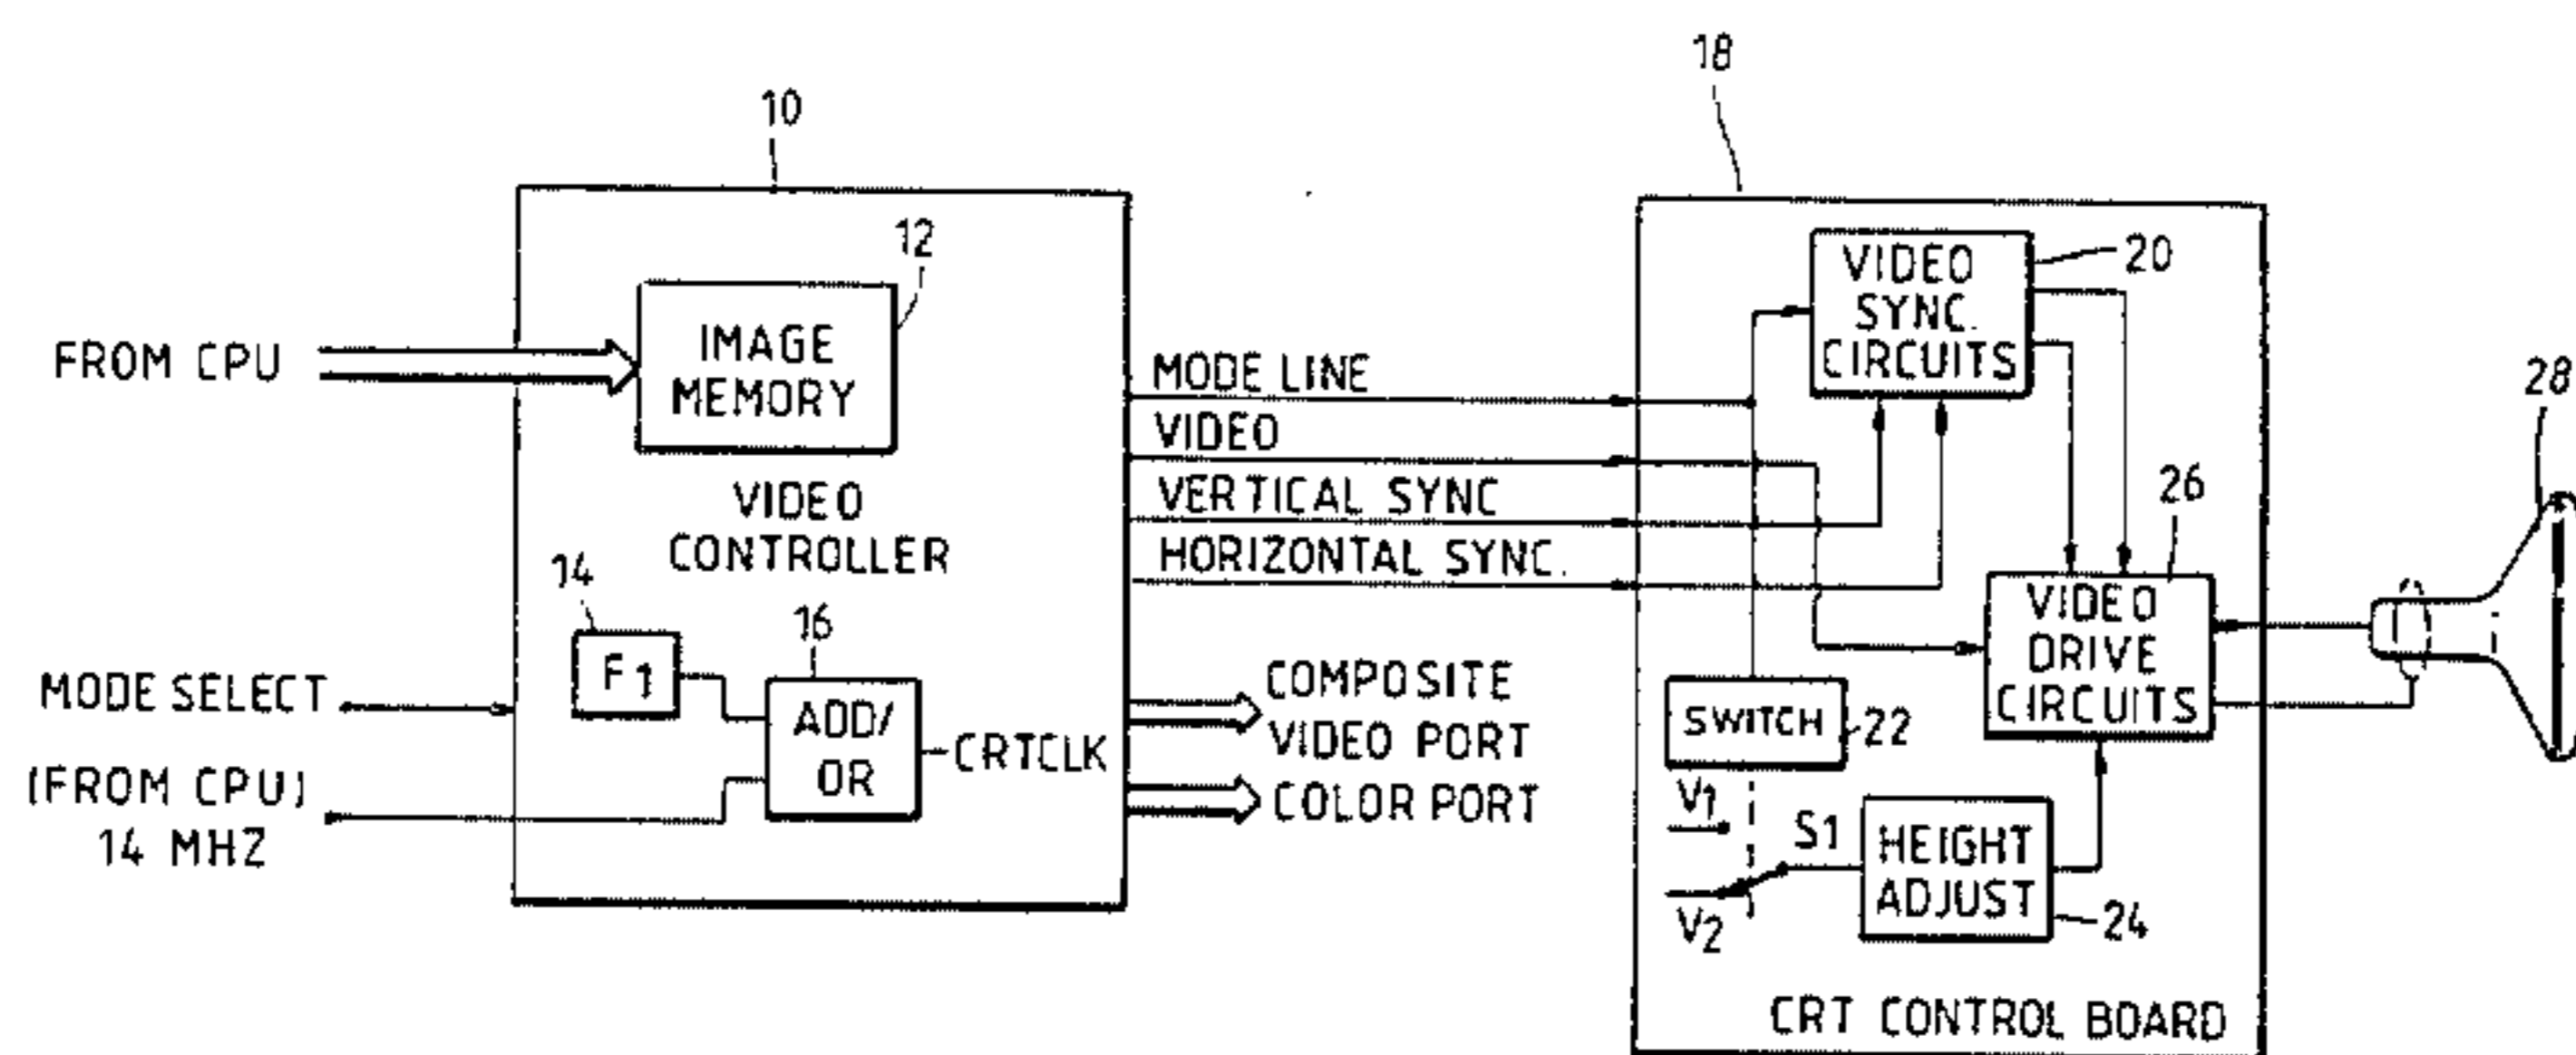 10
18
12
20
28
FROM CPU
IMAGE
MEMORY
VIDEO
CONTROLLER
14
F1
16
ADD/
OR
CRTCLK
MODE SELECT
(FROM CPU)
14 MHZ
MODE LINE
VIDEO
VERTICAL SYNC
HORIZONTAL SYNC.
COMPOSITE
VIDEO PORT
COLOR PORT
VIDEO
SYNC.
CIRCUITS
26
VIDEO
DRIVE
CIRCUITS
SWITCH
22
V1
S1
V2
HEIGHT
ADJUST
24
CRT CONTROL BOARD